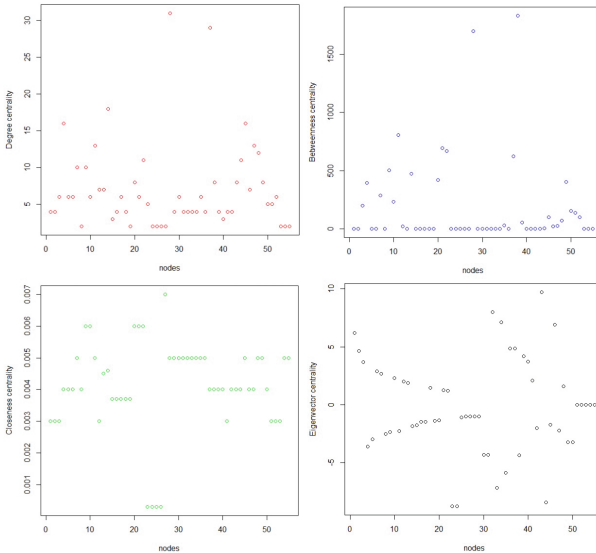 Degree centrality
30
25
20
15
10
5
0 10 20 30 40 50
nodes
Betweenness centrality
1500
1000
500
0
0 10 20 30 40 50
nodes
Closeness centrality
0.007
0.006
0.005
0.004
0.003
0.002
0.001
0 10 20 30 40 50
nodes
Eigenvector centrality
10
5
0
-5
0 10 20 30 40 50
nodes